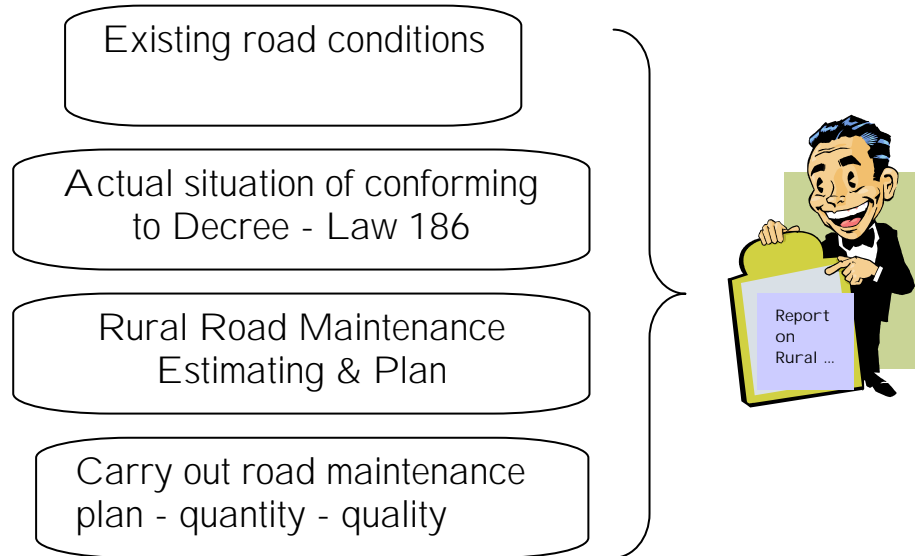 Existing road conditions
Actual situation of conforming
to Decree - Law 186
Rural Road Maintenance
Estimating & Plan
Carry out road maintenance
plan - quantity - quality
Report
on
Rural ...